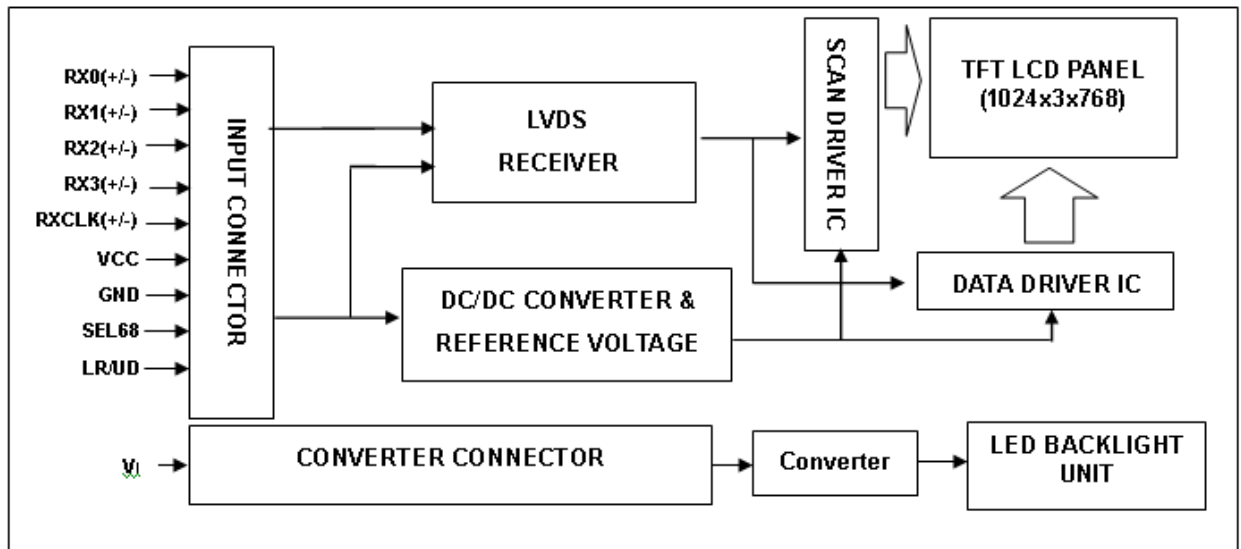 RX0(+/-)
RX1(+/-)
RX2(+/-)
RX3(+/-)
RXCLK(+/-)
VCC
GND
SEL68
LR/UD
INPUT CONNECTOR
LVDS
RECEIVER
DC/DC CONVERTER &
REFERENCE VOLTAGE
SCAN DRIVER IC
TFT LCD PANEL
(1024x3x768)
DATA DRIVER IC
VI
CONVERTER CONNECTOR
Converter
LED BACKLIGHT
UNIT